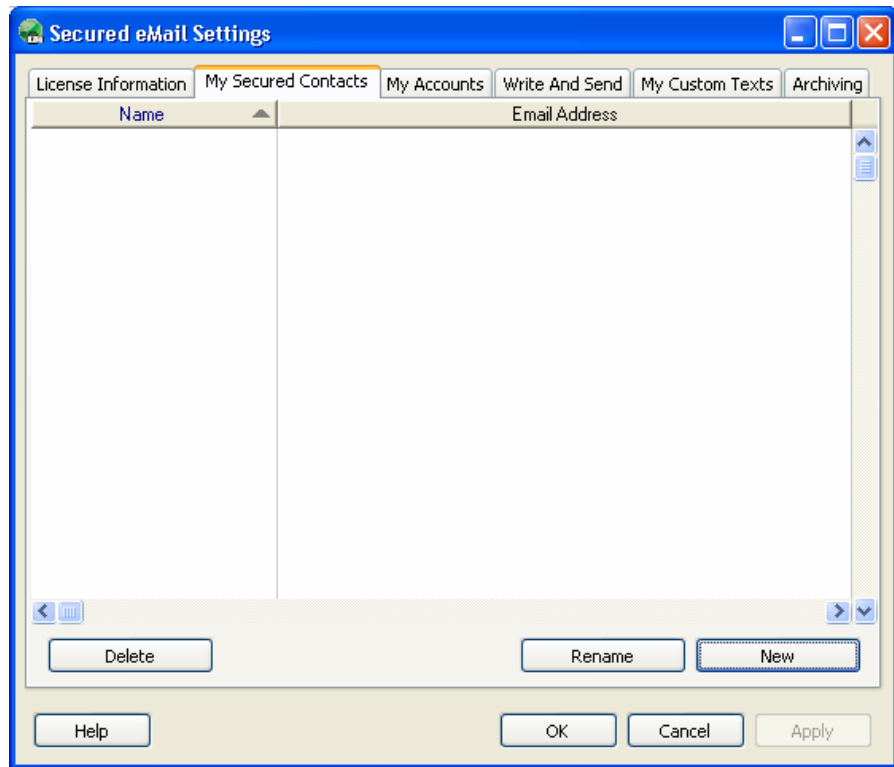 Secured eMail Settings
License Information My Secured Contacts My Accounts Write And Send My Custom Texts Archiving
Name Email Address
Delete Rename New
Help OK Cancel Apply